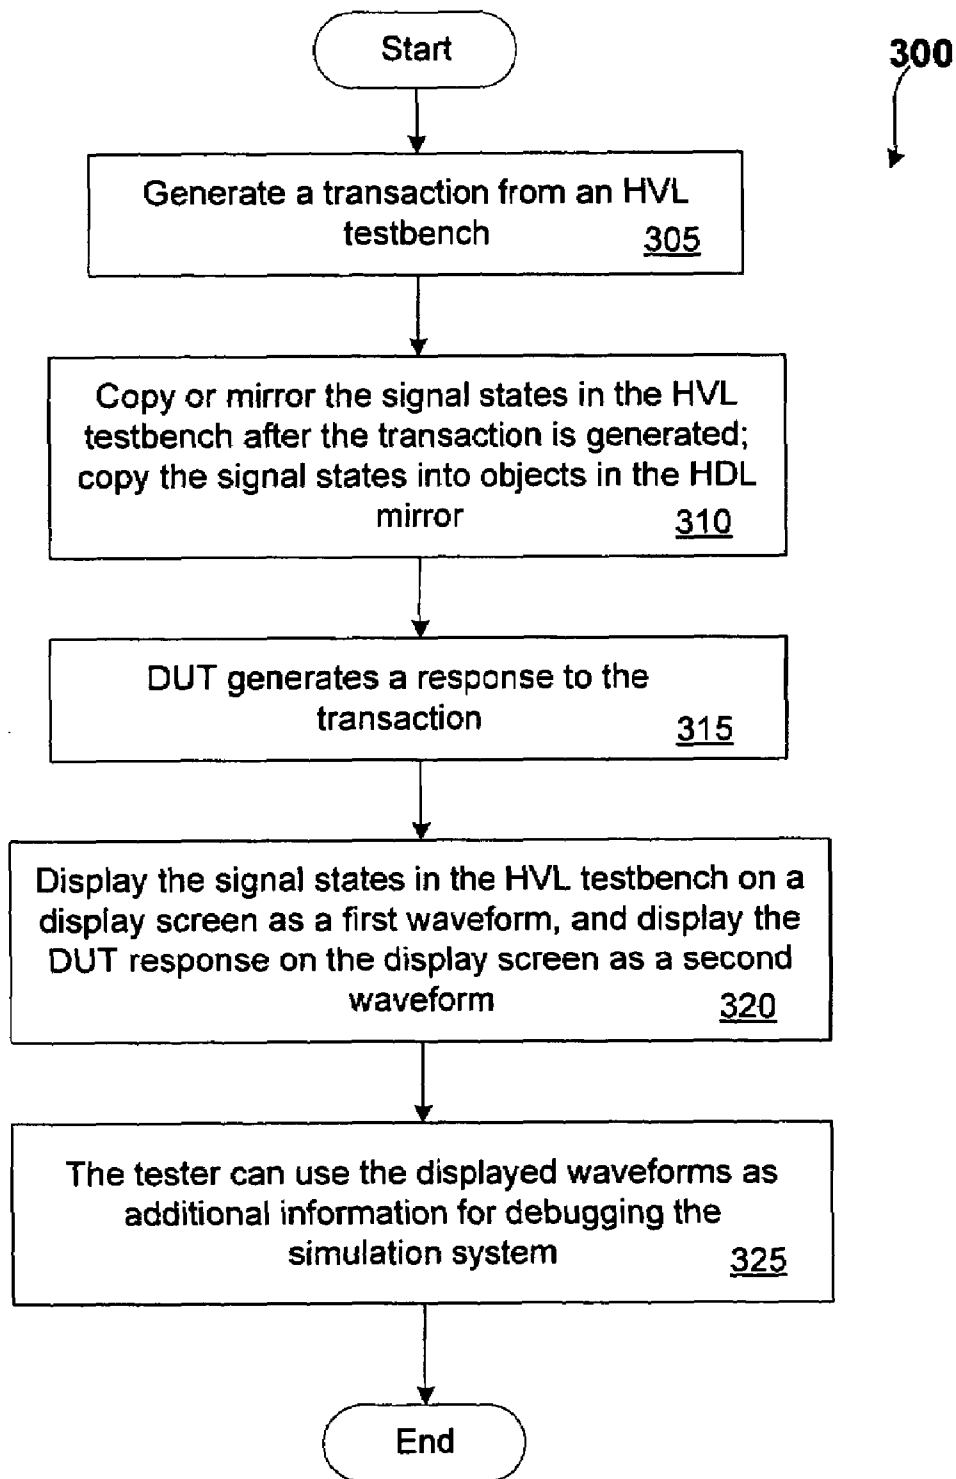 Start
300
Generate a transaction from an HVL
testbench
305
Copy or mirror the signal states in the HVL
testbench after the transaction is generated;
copy the signal states into objects in the HDL
mirror
310
DUT generates a response to the
transaction
315
Display the signal states in the HVL testbench on a
display screen as a first waveform, and display the
DUT response on the display screen as a second
waveform
320
The tester can use the displayed waveforms as
additional information for debugging the
simulation system
325
End